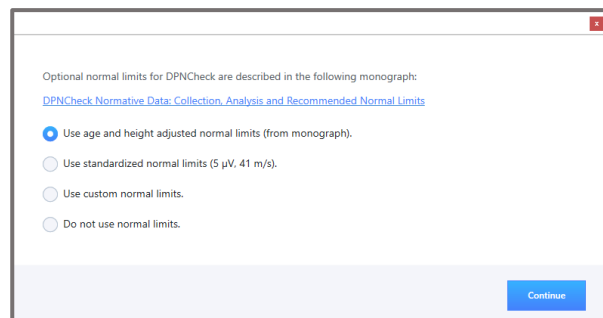 x
Optional normal limits for DPNCheck are described in the following monograph:
DPNCheck Normative Data: Collection, Analysis and Recommended Normal Limits
Use age and height adjusted normal limits (from monograph).
Use standardized normal limits (5 µV, 41 m/s).
Use custom normal limits.
Do not use normal limits.
Continue